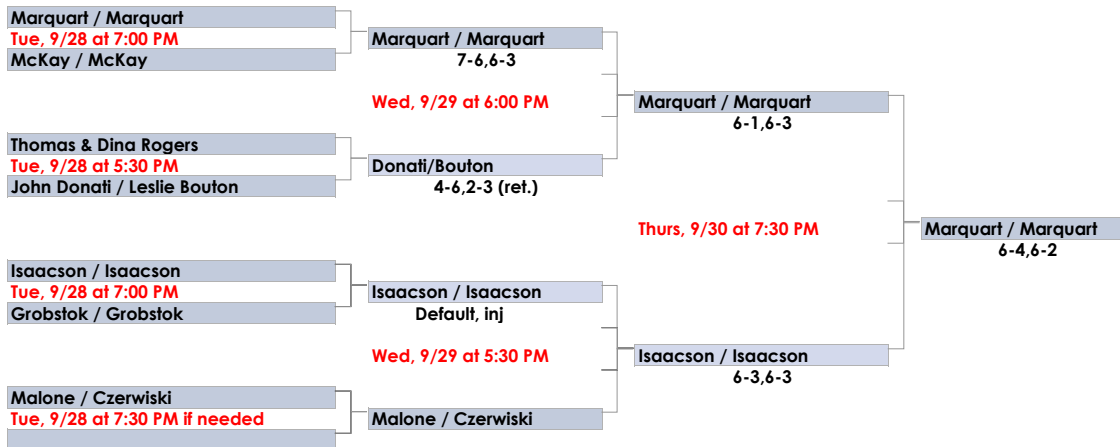 Marquart / Marquart
Tue, 9/28 at 7:00 PM
McKay / McKay
Marquart / Marquart
7-6,6-3
Wed, 9/29 at 6:00 PM
Marquart / Marquart
6-1,6-3
Thomas & Dina Rogers
Tue, 9/28 at 5:30 PM
John Donati / Leslie Bouton
Donati/Bouton
4-6,2-3 (ret.)
Thurs, 9/30 at 7:30 PM
Marquart / Marquart
6-4,6-2
Isaacson / Isaacson
Tue, 9/28 at 7:00 PM
Grobstok / Grobstok
Isaacson / Isaacson
Default, inj
Wed, 9/29 at 5:30 PM
Isaacson / Isaacson
6-3,6-3
Malone / Czerwiski
Tue, 9/28 at 7:30 PM if needed
Malone / Czerwiski